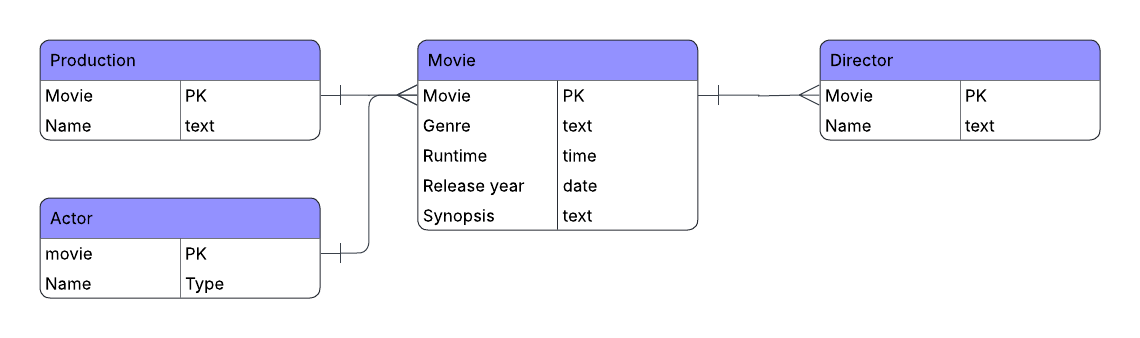 Production
Movie PK
Name text
Actor
movie PK
Name Type
Movie
Movie PK
Genre text
Runtime time
Release year date
Synopsis text
Director
Movie PK
Name text